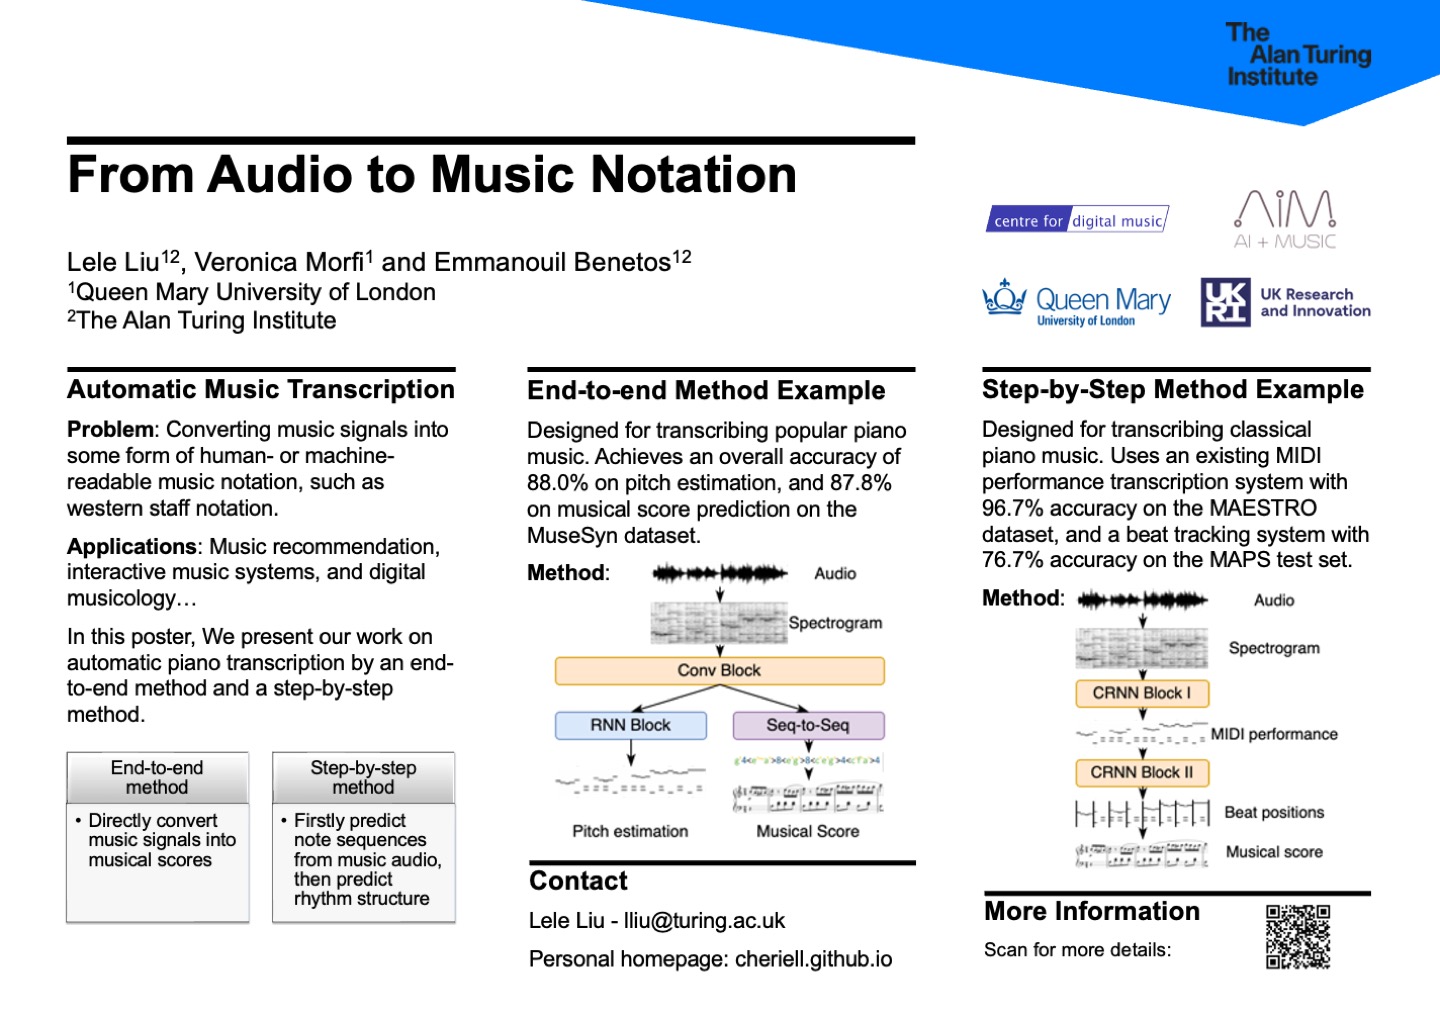 The
Alan Turing
Institute
From Audio to Music Notation
Lele Liu¹², Veronica Morfi¹ and Emmanouil Benetos¹²
¹Queen Mary University of London
²The Alan Turing Institute
centre for digital music
AiM
AI + MUSIC
Queen Mary
University of London
UKRI
UK Research
and Innovation
Automatic Music Transcription
Problem: Converting music signals into
some form of human- or machine-
readable music notation, such as
western staff notation.
Applications: Music recommendation,
interactive music systems, and digital
musicology…
In this poster, We present our work on
automatic piano transcription by an end-
to-end method and a step-by-step
method.
End-to-end
method
• Directly convert
music signals into
musical scores
Step-by-step
method
• Firstly predict
note sequences
from music audio,
then predict
rhythm structure
End-to-end Method Example
Designed for transcribing popular piano
music. Achieves an overall accuracy of
88.0% on pitch estimation, and 87.8%
on musical score prediction on the
MuseSyn dataset.
Method:
Audio
Spectrogram
Conv Block
RNN Block
Seq-to-Seq
Pitch estimation
Musical Score
Contact
Lele Liu - lliu@turing.ac.uk
Personal homepage: cheriell.github.io
Step-by-Step Method Example
Designed for transcribing classical
piano music. Uses an existing MIDI
performance transcription system with
96.7% accuracy on the MAESTRO
dataset, and a beat tracking system with
76.7% accuracy on the MAPS test set.
Method:
Audio
Spectrogram
CRNN Block I
MIDI performance
CRNN Block II
Beat positions
Musical score
More Information
Scan for more details: